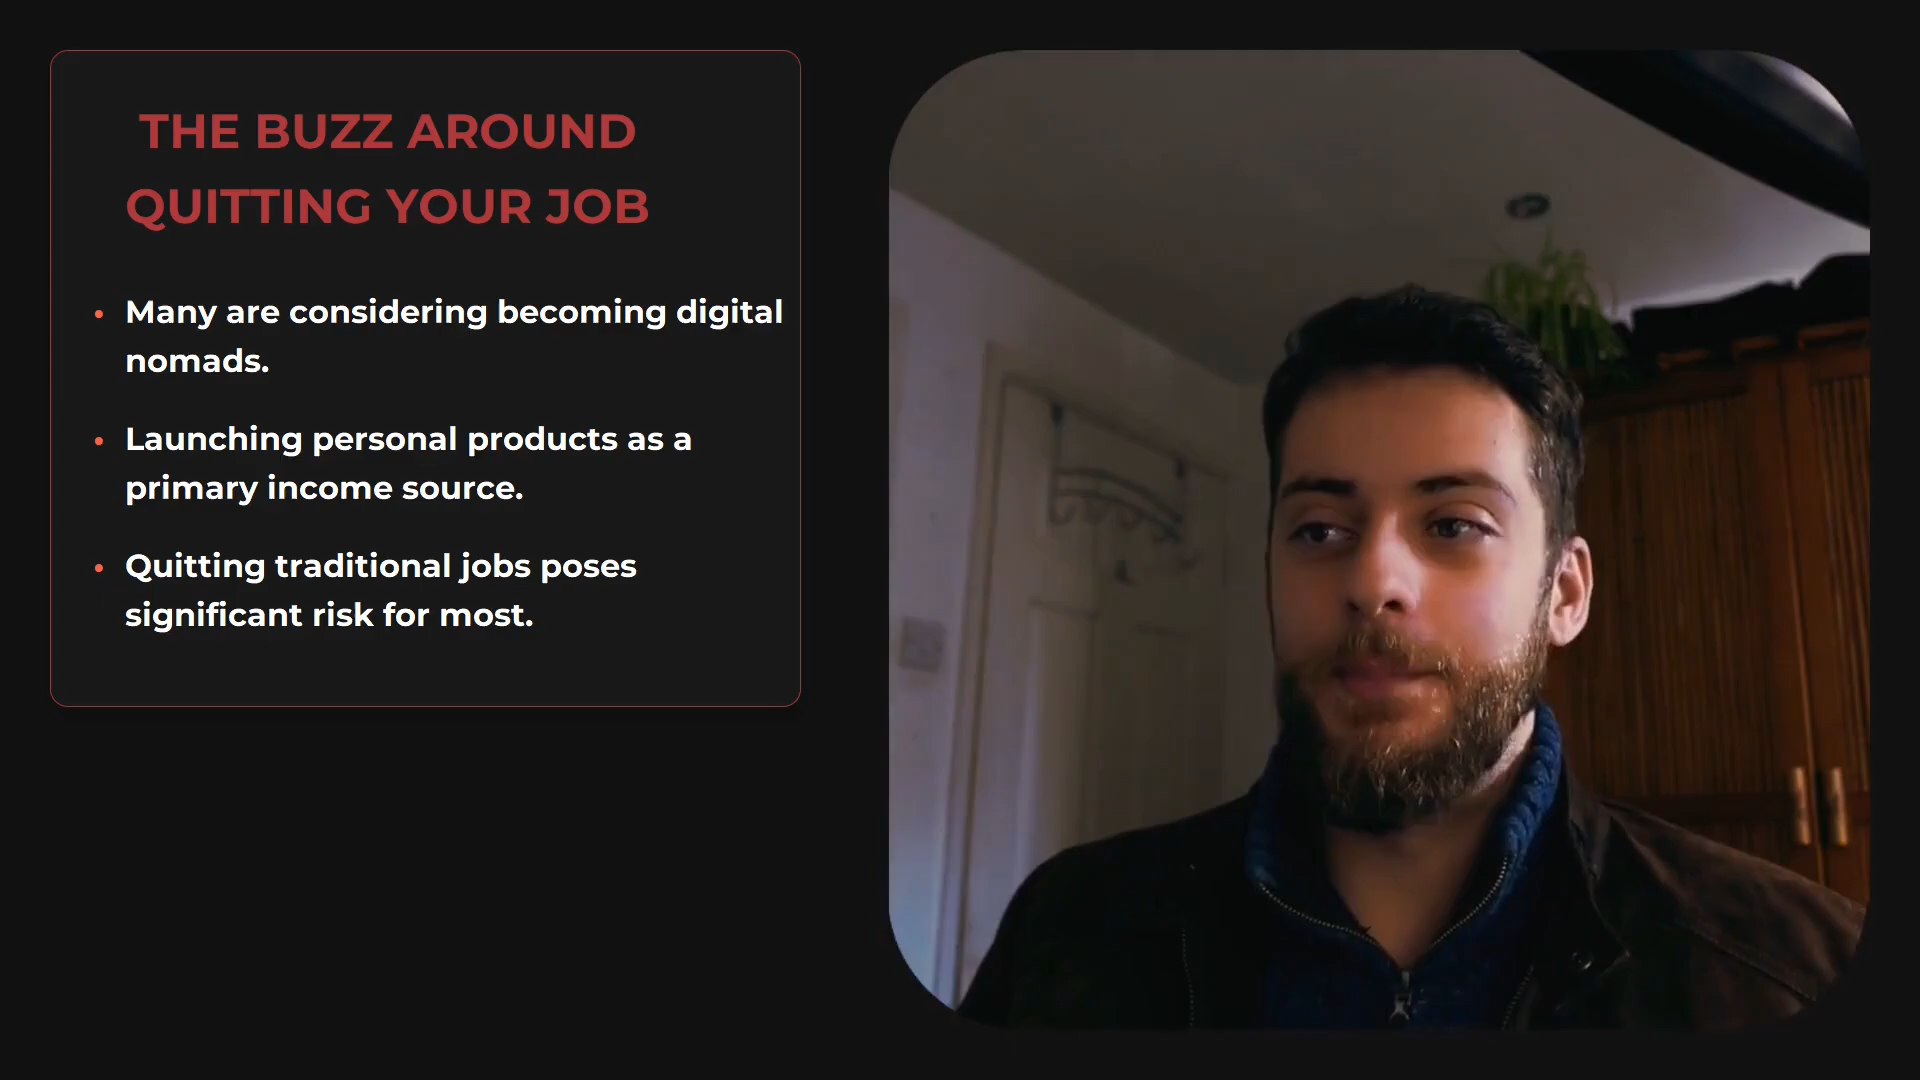 THE BUZZ AROUND
QUITTING YOUR JOB
• Many are considering becoming digital
nomads.
• Launching personal products as a
primary income source.
• Quitting traditional jobs poses
significant risk for most.